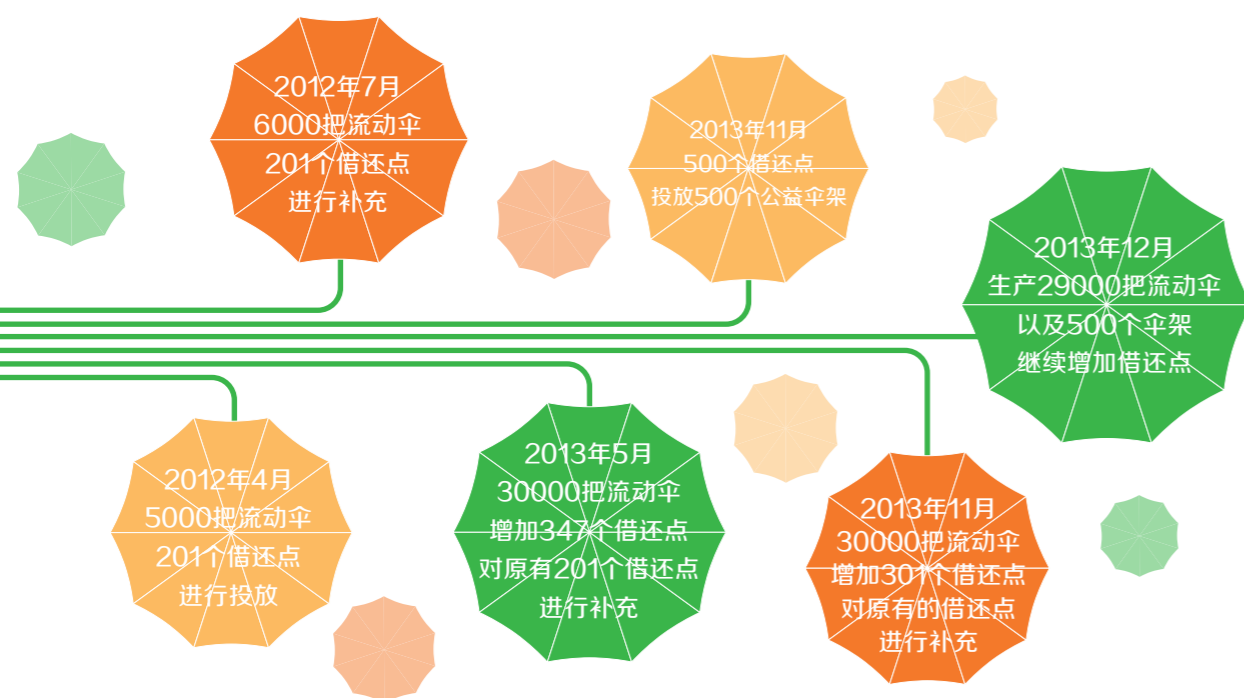 2012年7月
6000把流动伞
201个借还点
进行补充
2013年11月
500个借还点
投放500个公益伞架
2013年12月
生产29000把流动伞
以及500个伞架
继续增加借还点
2012年4月
5000把流动伞
201个借还点
进行投放
2013年5月
30000把流动伞
增加347个借还点
对原有201个借还点
进行补充
2013年11月
30000把流动伞
增加301个借还点
对原有的借还点
进行补充